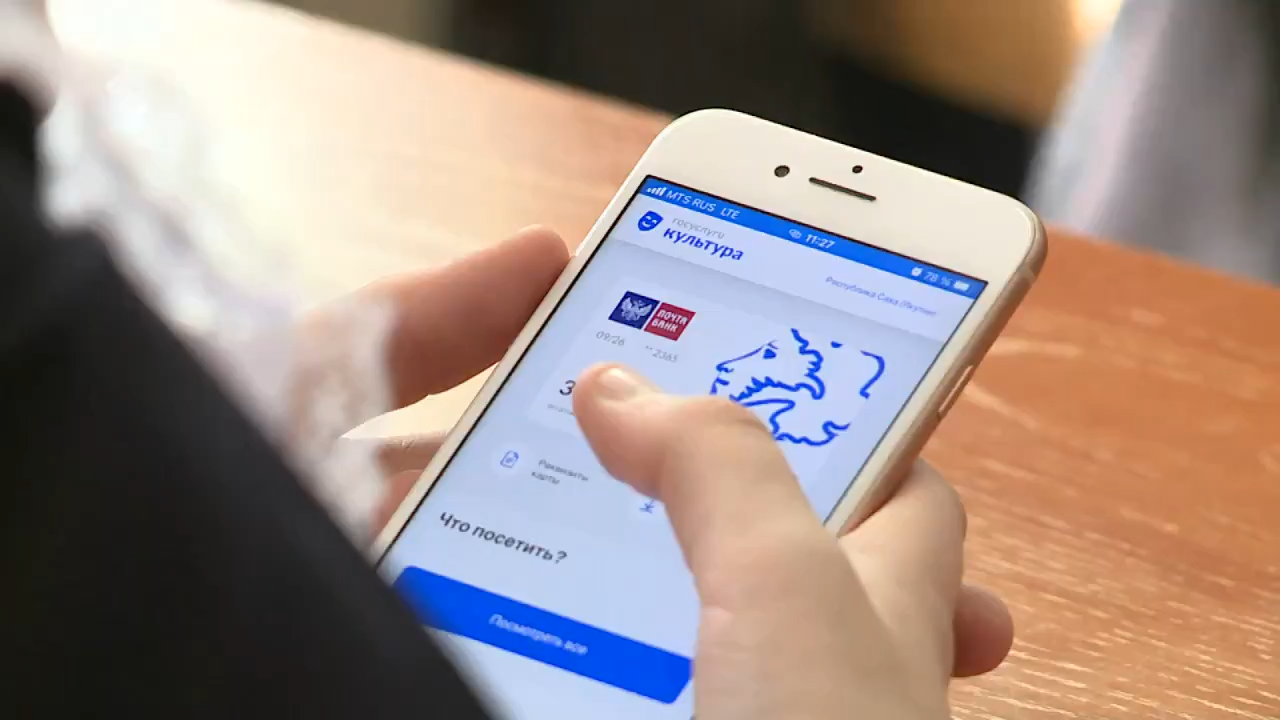 MTS RUS LTE 11:27 78 %
госуслуги
культура
Республика Саха (Якутия
ПОЧТА
БАНК
09/26 **2365
3
Реквизиты
карты
Что посетить?
Посмотреть все